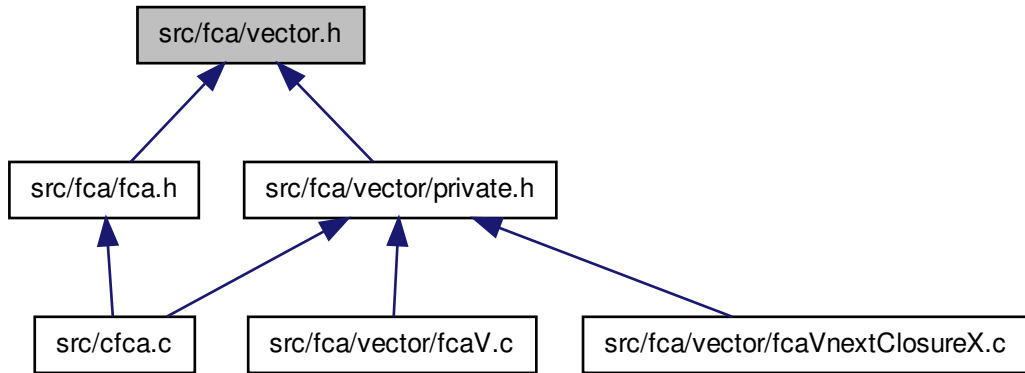 src/fca/vector.h
src/fca/fca.h
src/fca/vector/private.h
src/cfca.c
src/fca/vector/fcaV.c
src/fca/vector/fcaVnextClosureX.c